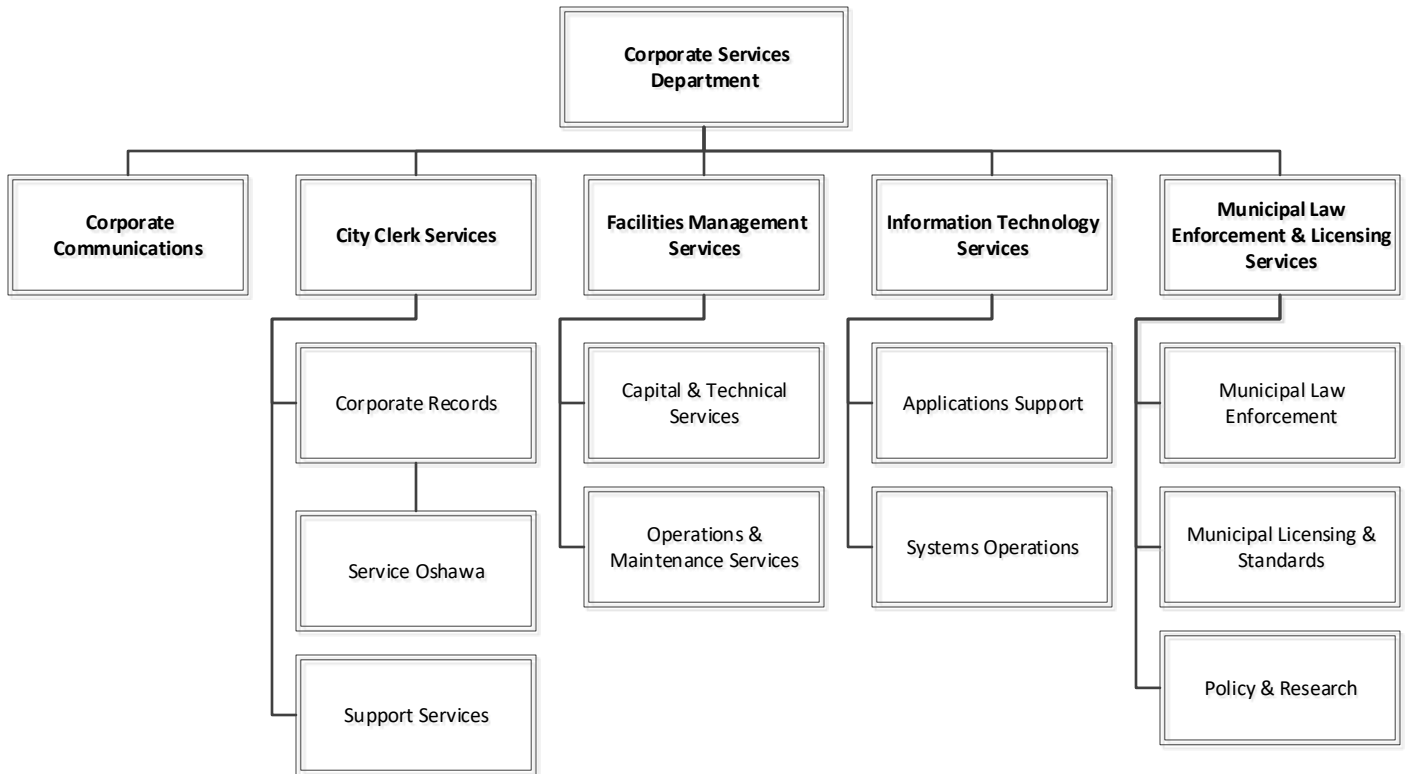 Corporate Services
Department
Corporate
Communications
City Clerk Services
Facilities Management
Services
Information Technology
Services
Municipal Law
Enforcement & Licensing
Services
Corporate Records
Capital & Technical
Services
Applications Support
Municipal Law
Enforcement
Service Oshawa
Operations &
Maintenance Services
Systems Operations
Municipal Licensing &
Standards
Support Services
Policy & Research